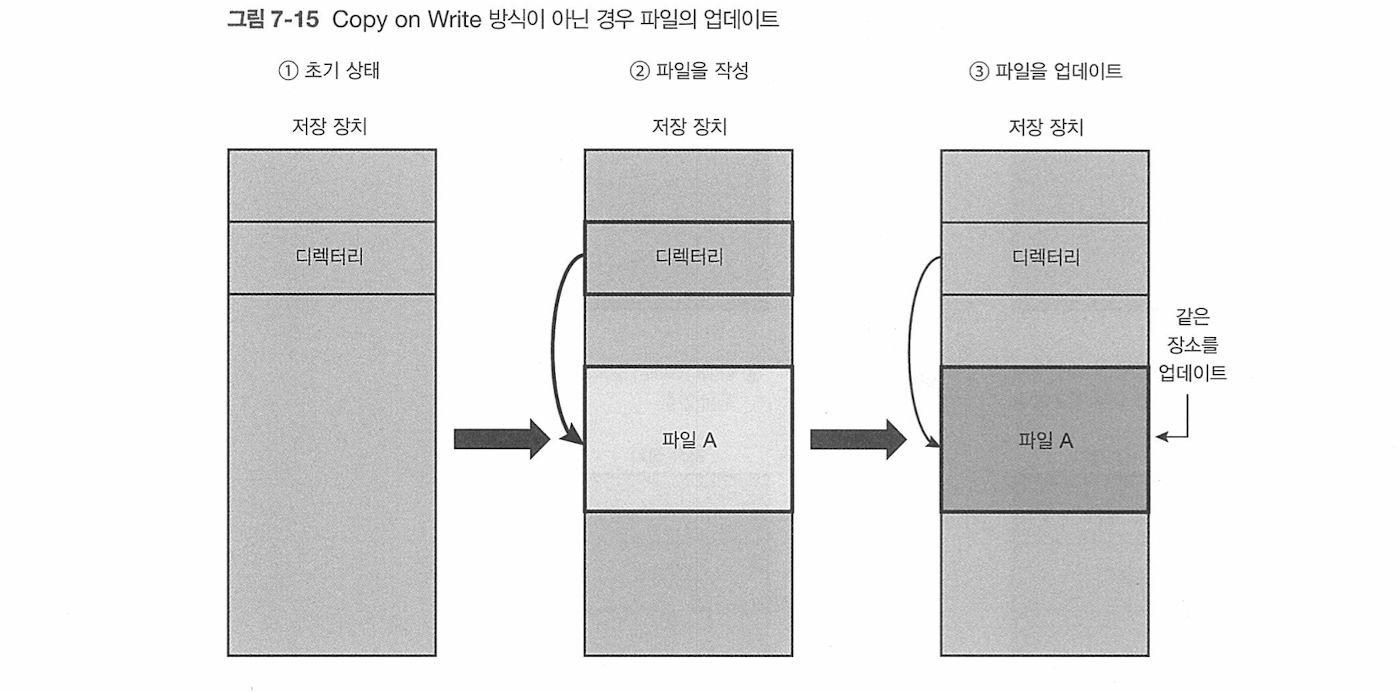 그림 7-15 Copy on Write 방식이 아닌 경우 파일의 업데이트
① 초기 상태
② 파일을 작성
③ 파일을 업데이트
저장 장치
저장 장치
저장 장치
디렉터리
디렉터리
디렉터리
같은
장소를
업데이트
파일 A
파일 A